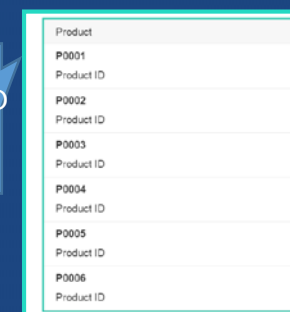 Product
P0001
Product ID
P0002
Product ID
P0003
Product ID
P0004
Product ID
P0005
Product ID
P0006
Product ID